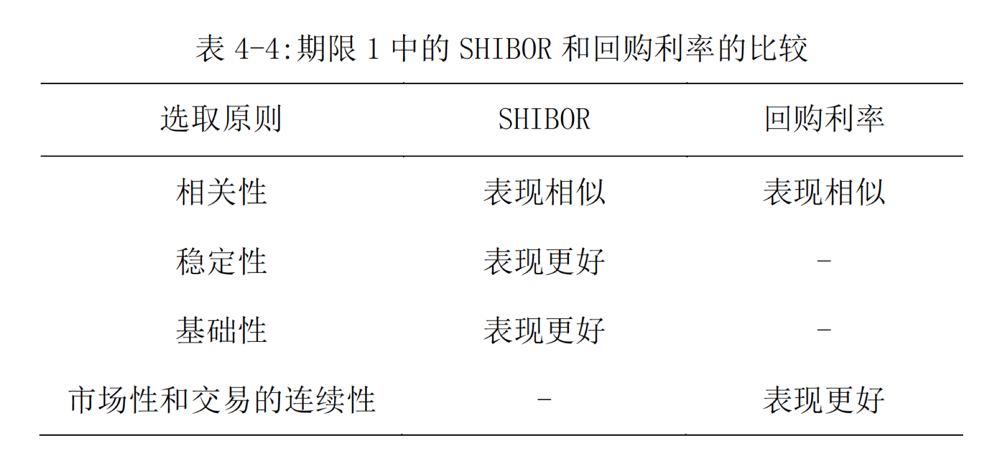 表 4-4:期限 1 中的 SHIBOR 和回购利率的比较
选取原则 SHIBOR 回购利率
相关性 表现相似 表现相似
稳定性 表现更好 -
基础性 表现更好 -
市场性和交易的连续性 - 表现更好